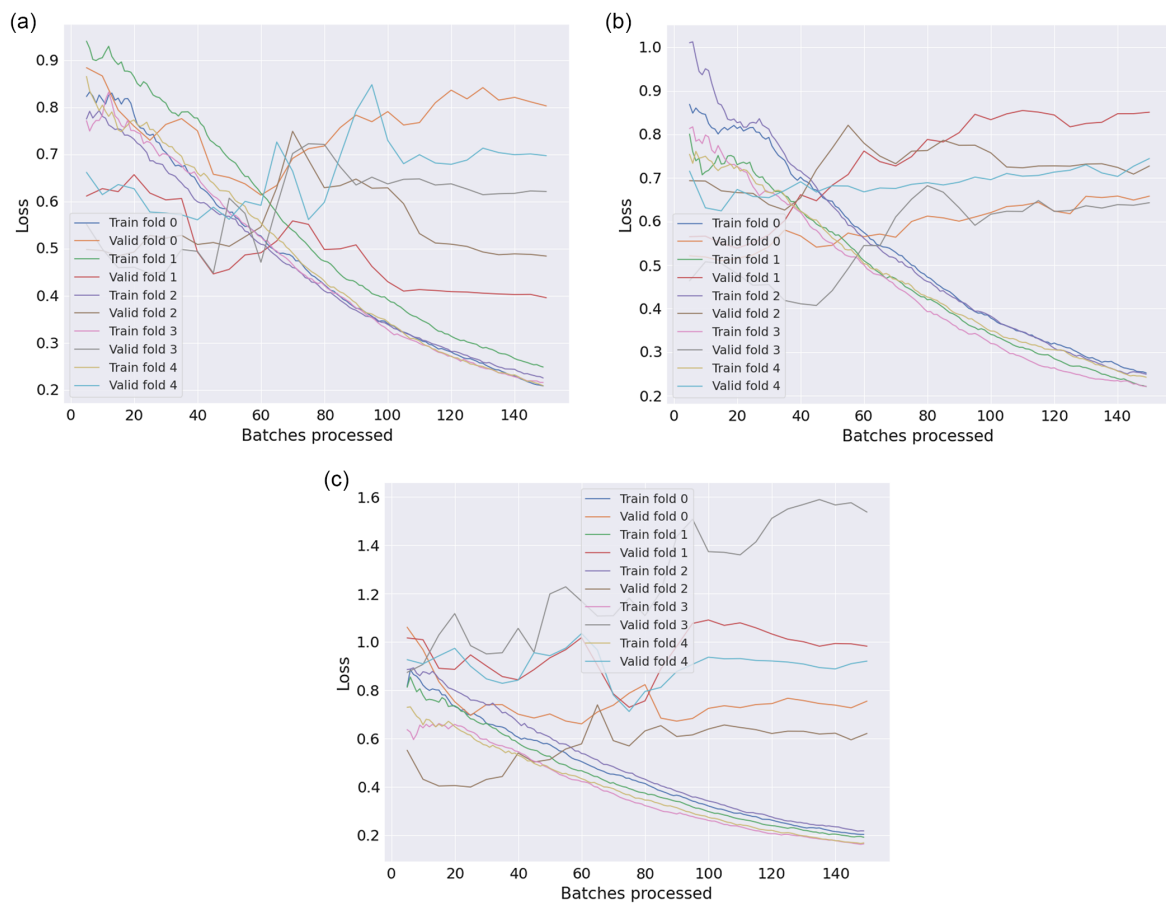 (a)
0.9
0.8
0.7
0.6
0.5
0.4
0.3
0.2
Loss
Train fold 0
Valid fold 0
Train fold 1
Valid fold 1
Train fold 2
Valid fold 2
Train fold 3
Valid fold 3
Train fold 4
Valid fold 4
0 20 40 60 80 100 120 140
Batches processed
(b)
1.0
0.9
0.8
0.7
0.6
0.5
0.4
0.3
0.2
Loss
Train fold 0
Valid fold 0
Train fold 1
Valid fold 1
Train fold 2
Valid fold 2
Train fold 3
Valid fold 3
Train fold 4
Valid fold 4
0 20 40 60 80 100 120 140
Batches processed
(c)
1.6
1.4
1.2
1.0
0.8
0.6
0.4
0.2
Loss
Train fold 0
Valid fold 0
Train fold 1
Valid fold 1
Train fold 2
Valid fold 2
Train fold 3
Valid fold 3
Train fold 4
Valid fold 4
0 20 40 60 80 100 120 140
Batches processed